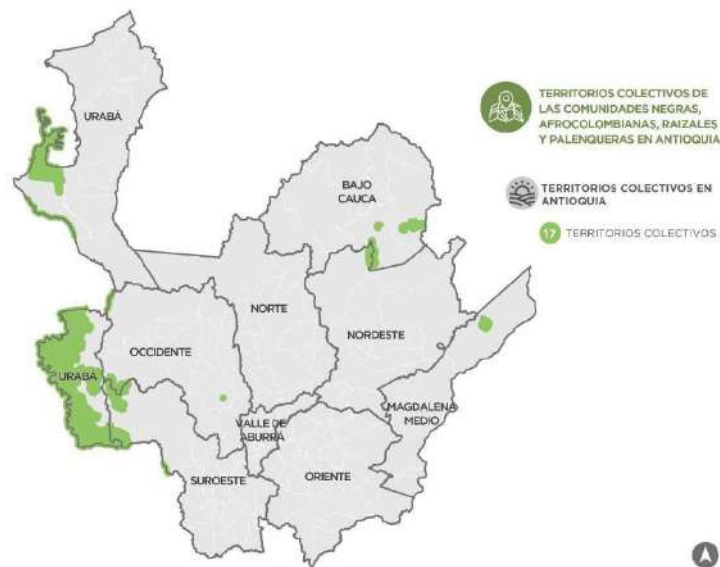 TERRITORIOS COLECTIVOS DE
LAS COMUNIDADES NEGRAS,
AFROCOLOMBIANAS, RAIZALES
Y PALENQUERAS EN ANTIOQUIA
TERRITORIOS COLECTIVOS EN
ANTIOQUIA
17 TERRITORIOS COLECTIVOS
URABÁ
BAJO
CAUCA
NORTE
NORDESTE
OCCIDENTE
URABÁ
MAGDALENA
MEDIO
VALLE DE
ABURRÁ
SUROESTE
ORIENTE